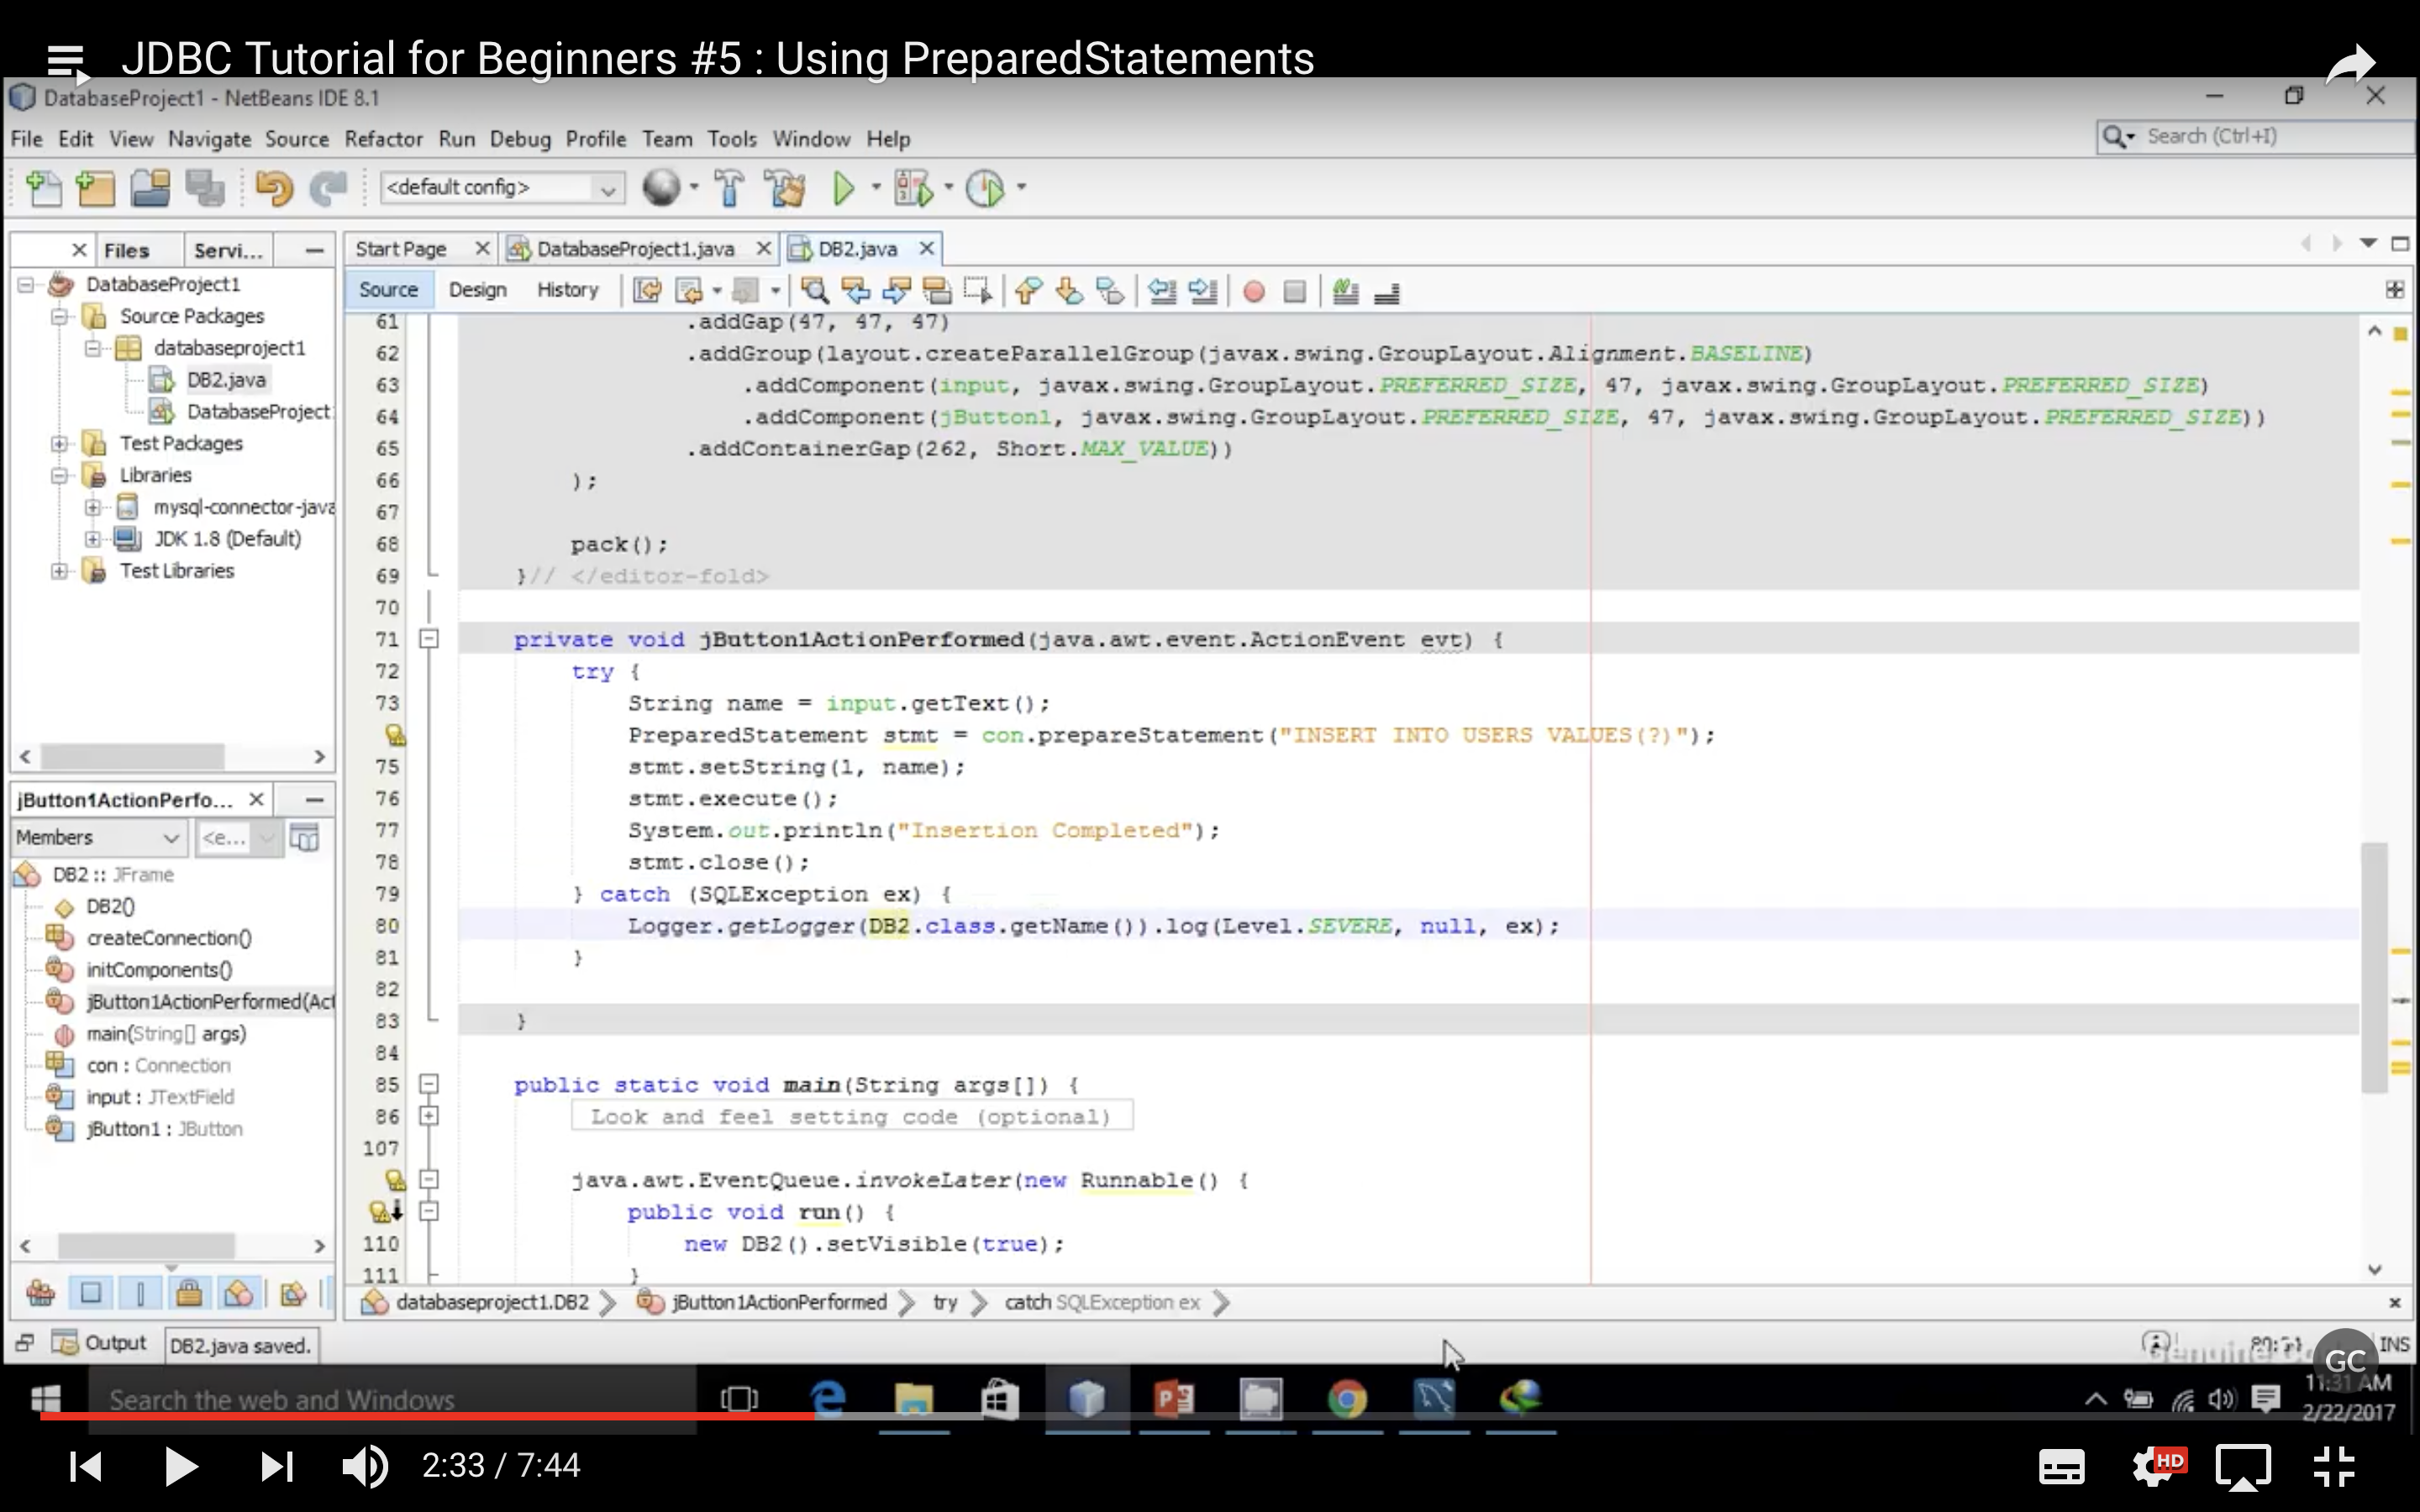 JDBC Tutorial for Beginners #5 : Using PreparedStatements
DatabaseProject1 - NetBeans IDE 8.1
File Edit View Navigate Source Refactor Run Debug Profile Team Tools Window Help
Search (Ctrl+I)
<default config>
Files Servi...
Start Page DatabaseProject1.java DB2.java
Source Design History
DatabaseProject1
Source Packages
databaseproject1
DB2.java
DatabaseProject
Test Packages
Libraries
mysql-connector-java
JDK 1.8 (Default)
Test Libraries
jButton1ActionPerfo...
Members <e...
DB2 :: JFrame
DB2()
createConnection()
initComponents()
jButton1ActionPerformed(Act
main(String[] args)
con : Connection
input : JTextField
jButton1 : JButton
61 .addGap(47, 47, 47)
62 .addGroup(layout.createParallelGroup(javax.swing.GroupLayout.Alignment.BASELINE)
63 .addComponent(input, javax.swing.GroupLayout.PREFERRED_SIZE, 47, javax.swing.GroupLayout.PREFERRED_SIZE)
64 .addComponent(jButton1, javax.swing.GroupLayout.PREFERRED_SIZE, 47, javax.swing.GroupLayout.PREFERRED_SIZE))
65 .addContainerGap(262, Short.MAX_VALUE))
66 );
67
68 pack();
69 }// </editor-fold>
70
71 private void jButton1ActionPerformed(java.awt.event.ActionEvent evt) {
72 try {
73 String name = input.getText();
PreparedStatement stmt = con.prepareStatement("INSERT INTO USERS VALUES(?)");
75 stmt.setString(1, name);
76 stmt.execute();
77 System.out.println("Insertion Completed");
78 stmt.close();
79 } catch (SQLException ex) {
80 Logger.getLogger(DB2.class.getName()).log(Level.SEVERE, null, ex);
81 }
82
83 }
84
85 public static void main(String args[]) {
86 Look and feel setting code (optional)
107
java.awt.EventQueue.invokeLater(new Runnable() {
public void run() {
110 new DB2().setVisible(true);
111 }
databaseproject1.DB2 jButton1ActionPerformed try catch SQLException ex
Output DB2.java saved.
INS
GC
Search the web and Windows
11:31 AM
2/22/2017
2:33 / 7:44
HD